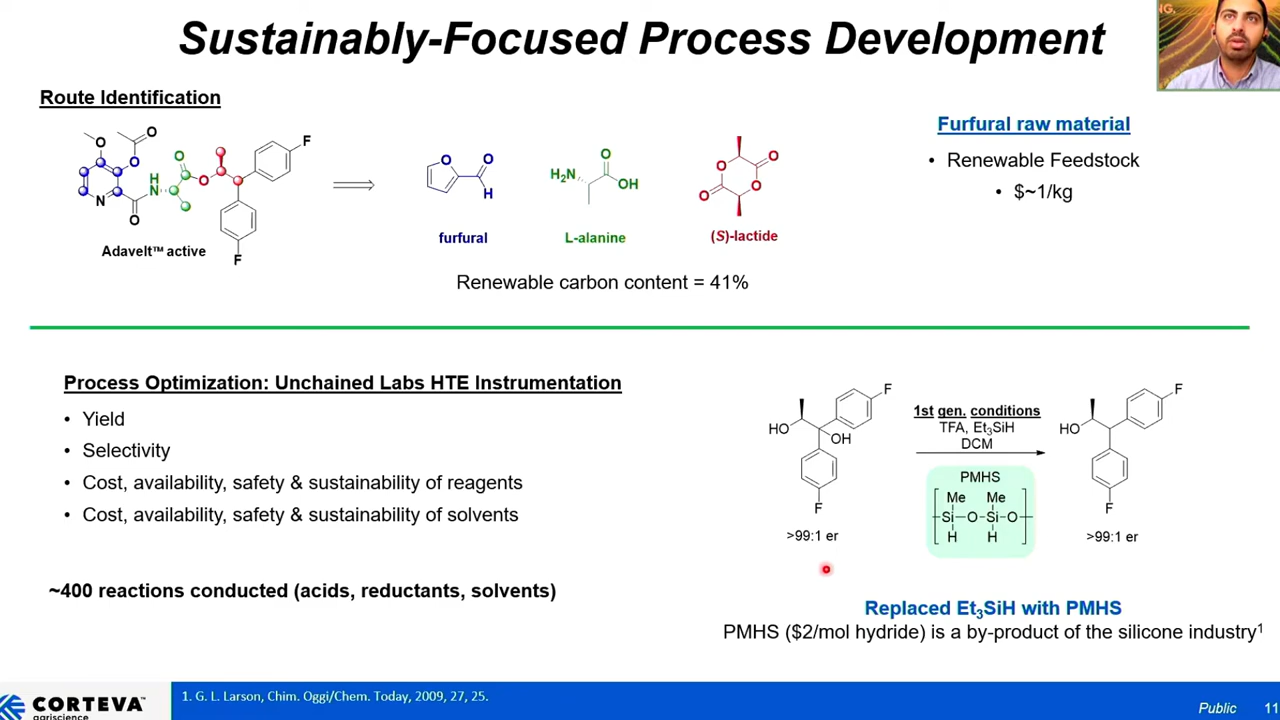 Sustainably-Focused Process Development
NG,
Route Identification
O
O
O
O
N
H
N
O
O
O
F
F
Adavelt™ active
O
O
H
furfural
H₂N
O
OH
L-alanine
O
O
O
O
(S)-lactide
Renewable carbon content = 41%
Furfural raw material
• Renewable Feedstock
• $~1/kg
Process Optimization: Unchained Labs HTE Instrumentation
• Yield
• Selectivity
• Cost, availability, safety & sustainability of reagents
• Cost, availability, safety & sustainability of solvents
~400 reactions conducted (acids, reductants, solvents)
HO
OH
F
F
>99:1 er
1st gen. conditions
TFA, Et₃SiH
DCM
PMHS
Me Me
Si—O—Si—O
H H
HO
F
F
>99:1 er
Replaced Et₃SiH with PMHS
PMHS ($2/mol hydride) is a by-product of the silicone industry¹
CORTEVA™
agriscience
1. G. L. Larson, Chim. Oggi/Chem. Today, 2009, 27, 25.
Public 11